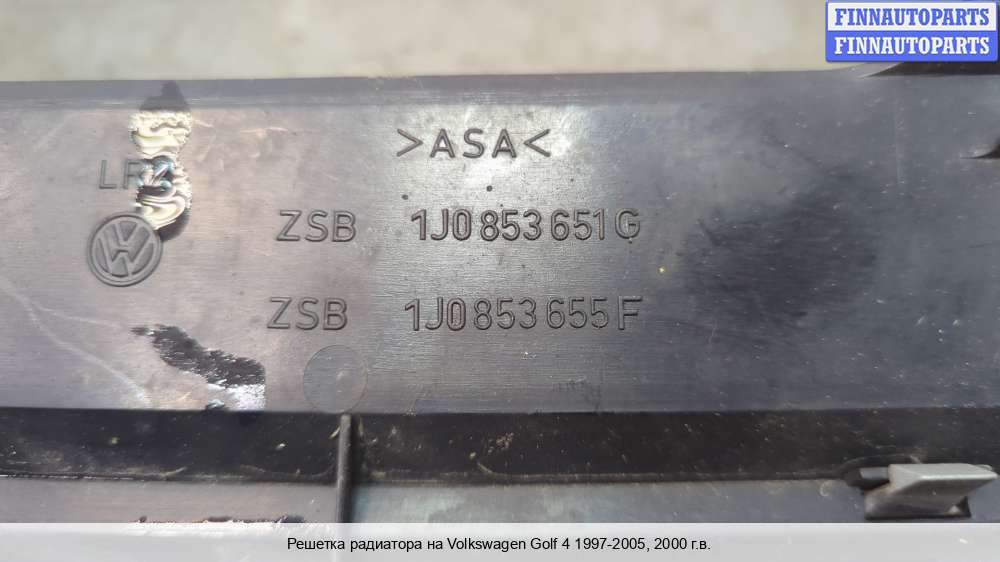 FINNAUTOPARTS
FINNAUTOPARTS
>ASA<
ZSB 1J0 853 651 G
ZSB 1J0 853 655 F
Решетка радиатора на Volkswagen Golf 4 1997-2005, 2000 г.в.